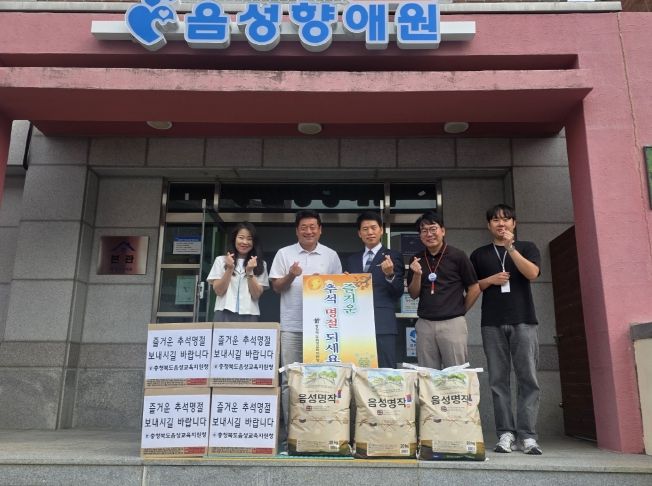 음성향애원
본관
즐거운
추석 명절 되세요
즐거운 추석명절
보내시길 바랍니다
충청북도음성교육지원청
즐거운 추석명절
보내시길 바랍니다
충청북도음성교육지원청
즐거운 추석명절
보내시길 바랍니다
충청북도음성교육지원청
즐거운 추석명절
보내시길 바랍니다
충청북도음성교육지원청
음성명작
음성명작
음성명작